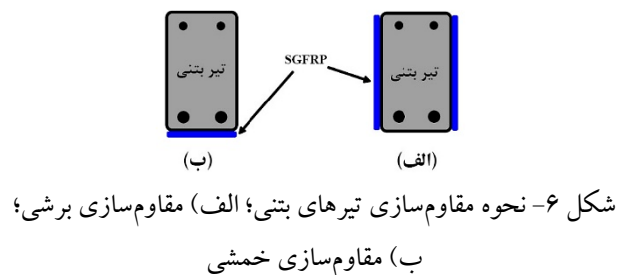 تیر بتنی
SGFRP
تیر بتنی
(الف)
(ب)
شکل ۶- نحوه مقاوم‌سازی تیرهای بتنی؛ الف) مقاوم‌سازی برشی؛
ب) مقاوم‌سازی خمشی